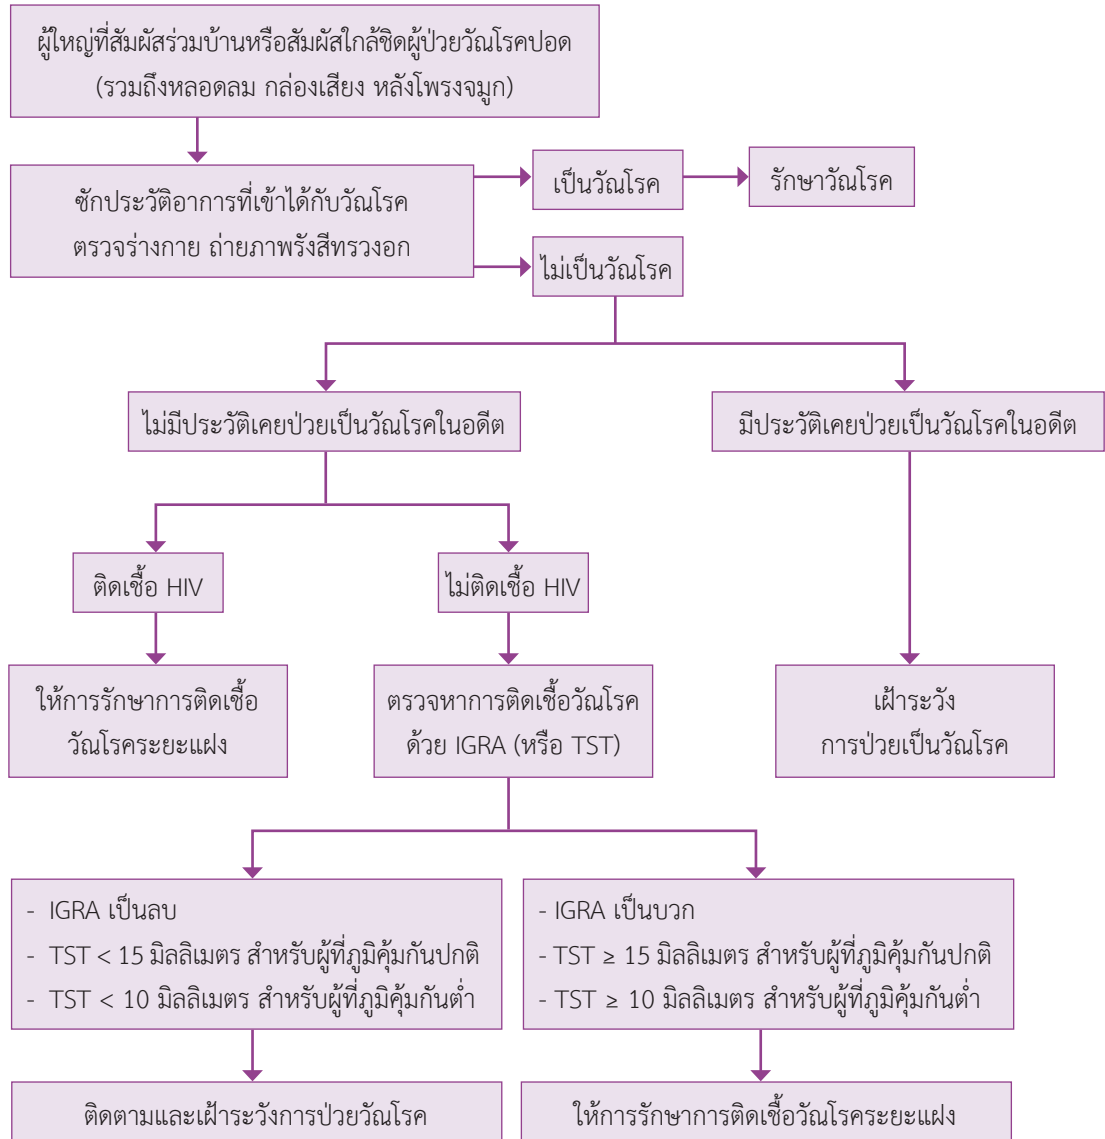 ผู้ใหญ่ที่สัมผัสร่วมบ้านหรือสัมผัสใกล้ชิดผู้ป่วยวัณโรคปอด
(รวมถึงหลอดลม กล่องเสียง หลังโพรงจมูก)
ซักประวัติอาการที่เข้าได้กับวัณโรค
ตรวจร่างกาย ถ่ายภาพรังสีทรวงอก
เป็นวัณโรค
รักษาวัณโรค
ไม่เป็นวัณโรค
ไม่มีประวัติเคยป่วยเป็นวัณโรคในอดีต
มีประวัติเคยป่วยเป็นวัณโรคในอดีต
ติดเชื้อ HIV
ไม่ติดเชื้อ HIV
ให้การรักษาการติดเชื้อ
วัณโรคระยะแฝง
ตรวจหาการติดเชื้อวัณโรค
ด้วย IGRA (หรือ TST)
เฝ้าระวัง
การป่วยเป็นวัณโรค
- IGRA เป็นลบ
- TST < 15 มิลลิเมตร สำหรับผู้ที่ภูมิคุ้มกันปกติ
- TST < 10 มิลลิเมตร สำหรับผู้ที่ภูมิคุ้มกันต่ำ
- IGRA เป็นบวก
- TST ≥ 15 มิลลิเมตร สำหรับผู้ที่ภูมิคุ้มกันปกติ
- TST ≥ 10 มิลลิเมตร สำหรับผู้ที่ภูมิคุ้มกันต่ำ
ติดตามและเฝ้าระวังการป่วยวัณโรค
ให้การรักษาการติดเชื้อวัณโรคระยะแฝง